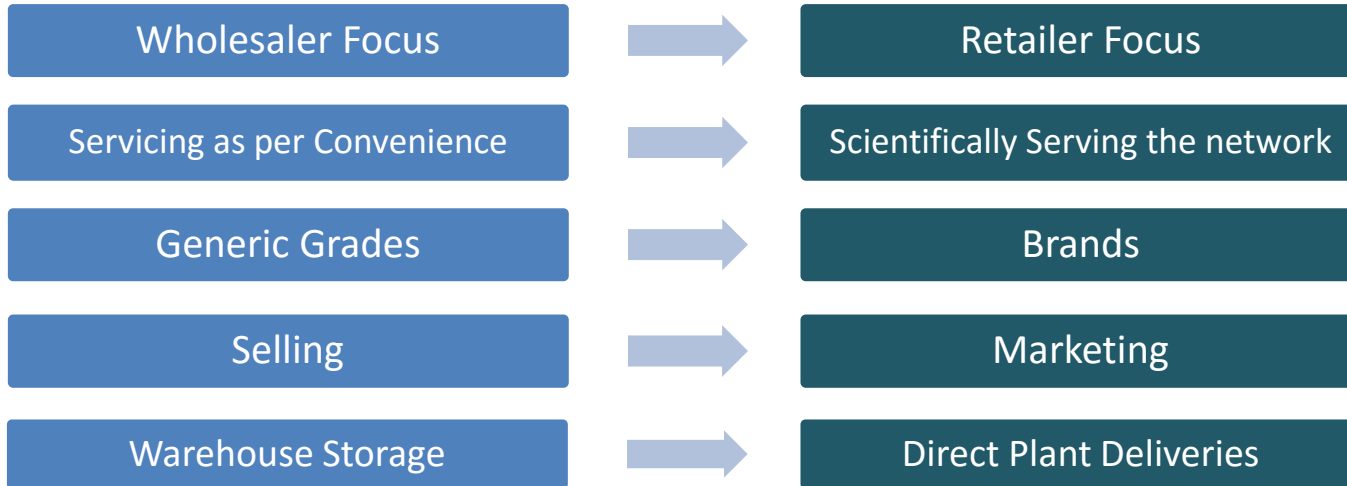 Wholesaler Focus
Retailer Focus
Servicing as per Convenience
Scientifically Serving the network
Generic Grades
Brands
Selling
Marketing
Warehouse Storage
Direct Plant Deliveries